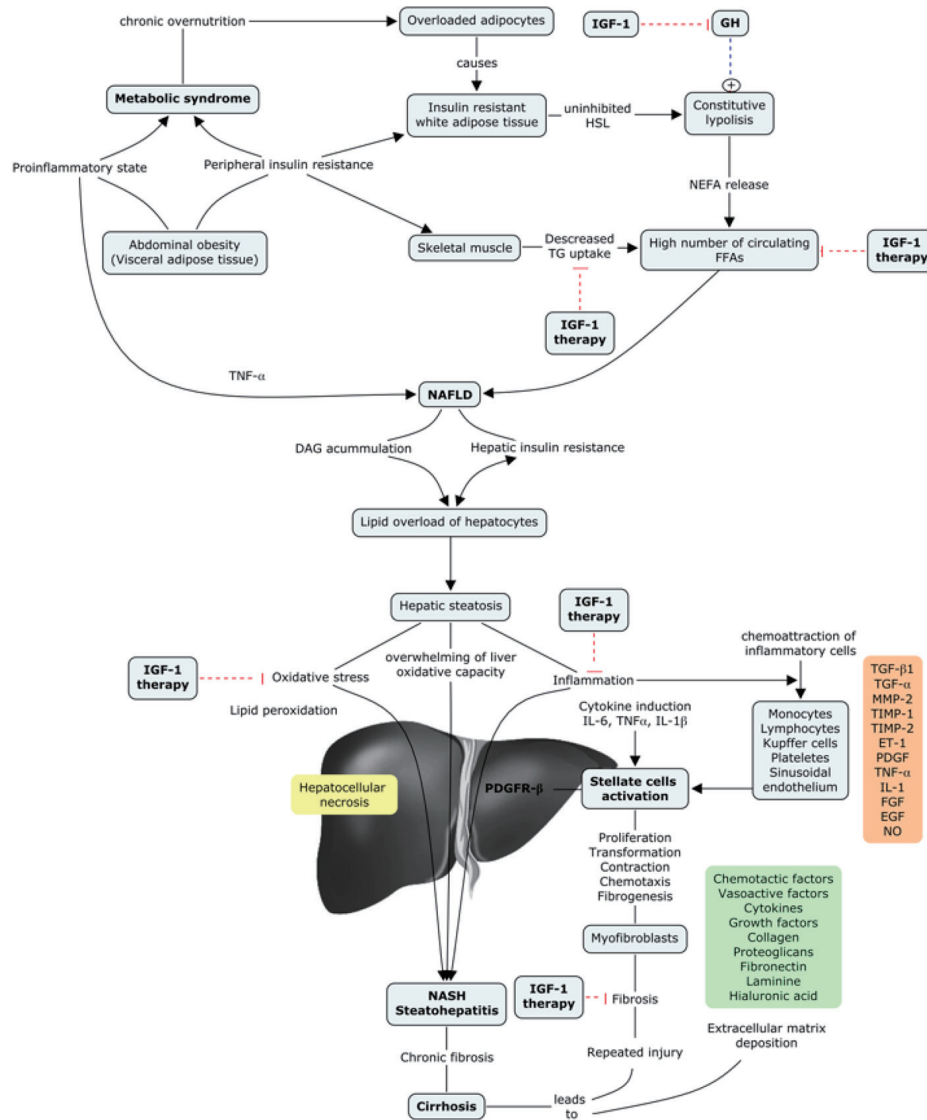 chronic overnutrition
Overloaded adipocytes
IGF-1
GH
causes
+
Metabolic syndrome
Insulin resistant
white adipose tissue
uninhibited
HSL
Constitutive
lypolisis
Proinflammatory state
Peripheral insulin resistance
NEFA release
Abdominal obesity
(Visceral adipose tissue)
Skeletal muscle
Descreased
TG uptake
High number of circulating
FFAs
IGF-1
therapy
IGF-1
therapy
TNF-α
NAFLD
DAG acummulation
Hepatic insulin resistance
Lipid overload of hepatocytes
Hepatic steatosis
IGF-1
therapy
chemoattraction of
inflammatory cells
IGF-1
therapy
Oxidative stress
overwhelming of liver
oxidative capacity
Inflammation
Lipid peroxidation
Cytokine induction
IL-6, TNFα, IL-1β
Monocytes
Lymphocytes
Kupffer cells
Plateletes
Sinusoidal
endothelium
TGF-β1
TGF-α
MMP-2
TIMP-1
TIMP-2
ET-1
PDGF
TNF-α
IL-1
FGF
EGF
NO
Hepatocellular
necrosis
PDGFR-β
Stellate cells
activation
Proliferation
Transformation
Contraction
Chemotaxis
Fibrogenesis
Chemotactic factors
Vasoactive factors
Cytokines
Growth factors
Collagen
Proteoglicans
Fibronectin
Laminine
Hialuronic acid
Myofibroblasts
NASH
Steatohepatitis
IGF-1
therapy
Fibrosis
Extracellular matrix
deposition
Chronic fibrosis
Repeated injury
Cirrhosis
leads
to